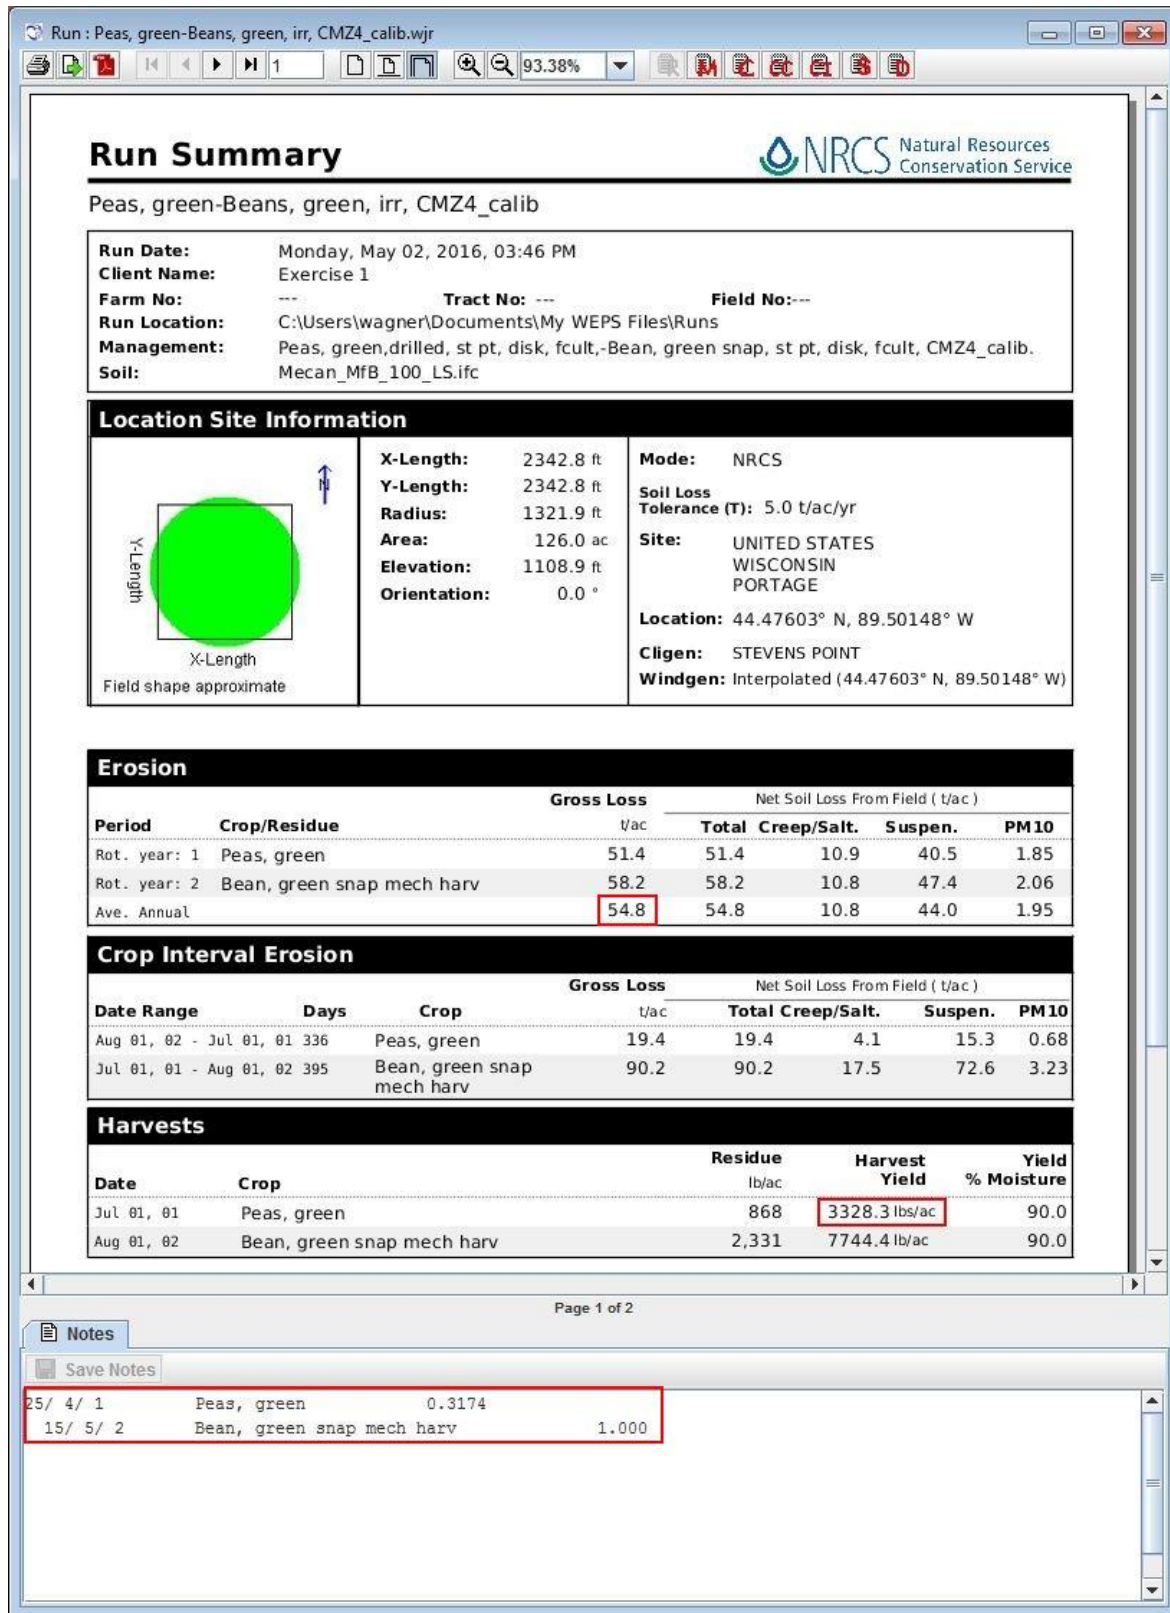 Run : Peas, green-Beans, green, irr, CMZ4_calib.wjr
1 93.38%
Run Summary
NRCS Natural Resources Conservation Service
Peas, green-Beans, green, irr, CMZ4_calib
Run Date: Monday, May 02, 2016, 03:46 PM
Client Name: Exercise 1
Farm No: --- Tract No: --- Field No:---
Run Location: C:\Users\wagner\Documents\My WEPS Files\Runs
Management: Peas, green,drilled, st pt, disk, fcult,-Bean, green snap, st pt, disk, fcult, CMZ4_calib.
Soil: Mecan_MfB_100_LS.ifc
Location Site Information
N
Y-Length
X-Length
Field shape approximate
X-Length: 2342.8 ft
Y-Length: 2342.8 ft
Radius: 1321.9 ft
Area: 126.0 ac
Elevation: 1108.9 ft
Orientation: 0.0 °
Mode: NRCS
Soil Loss
Tolerance (T): 5.0 t/ac/yr
Site: UNITED STATES
WISCONSIN
PORTAGE
Location: 44.47603° N, 89.50148° W
Cligen: STEVENS POINT
Windgen: Interpolated (44.47603° N, 89.50148° W)
Erosion
Gross Loss Net Soil Loss From Field ( t/ac )
Period Crop/Residue t/ac Total Creep/Salt. Suspen. PM10
Rot. year: 1 Peas, green 51.4 51.4 10.9 40.5 1.85
Rot. year: 2 Bean, green snap mech harv 58.2 58.2 10.8 47.4 2.06
Ave. Annual 54.8 54.8 10.8 44.0 1.95
Crop Interval Erosion
Gross Loss Net Soil Loss From Field ( t/ac )
Date Range Days Crop t/ac Total Creep/Salt. Suspen. PM10
Aug 01, 02 - Jul 01, 01 336 Peas, green 19.4 19.4 4.1 15.3 0.68
Jul 01, 01 - Aug 01, 02 395 Bean, green snap 90.2 90.2 17.5 72.6 3.23
mech harv
Harvests
Residue Harvest Yield
Date Crop lb/ac Yield % Moisture
Jul 01, 01 Peas, green 868 3328.3 lbs/ac 90.0
Aug 01, 02 Bean, green snap mech harv 2,331 7744.4 lb/ac 90.0
Page 1 of 2
Notes
Save Notes
25/ 4/ 1 Peas, green 0.3174
15/ 5/ 2 Bean, green snap mech harv 1.000